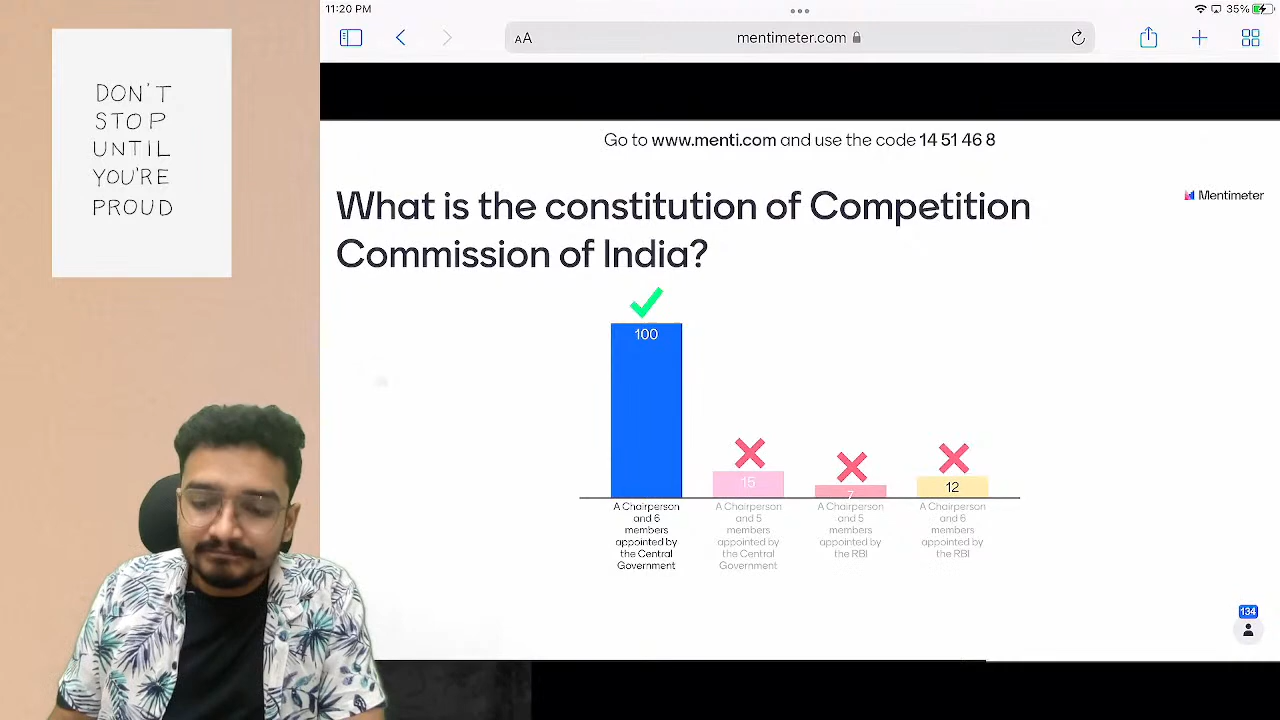 DON'T
STOP
UNTIL
YOU'RE
PROUD
11:20 PM
35%
AA
mentimeter.com
Go to www.menti.com and use the code 14 51 46 8
What is the constitution of Competition
Commission of India?
Mentimeter
100
15
7
12
A Chairperson
and 6
members
appointed by
the Central
Government
A Chairperson
and 5
members
appointed by
the Central
Government
A Chairperson
and 5
members
appointed by
the RBI
A Chairperson
and 6
members
appointed by
the RBI
134